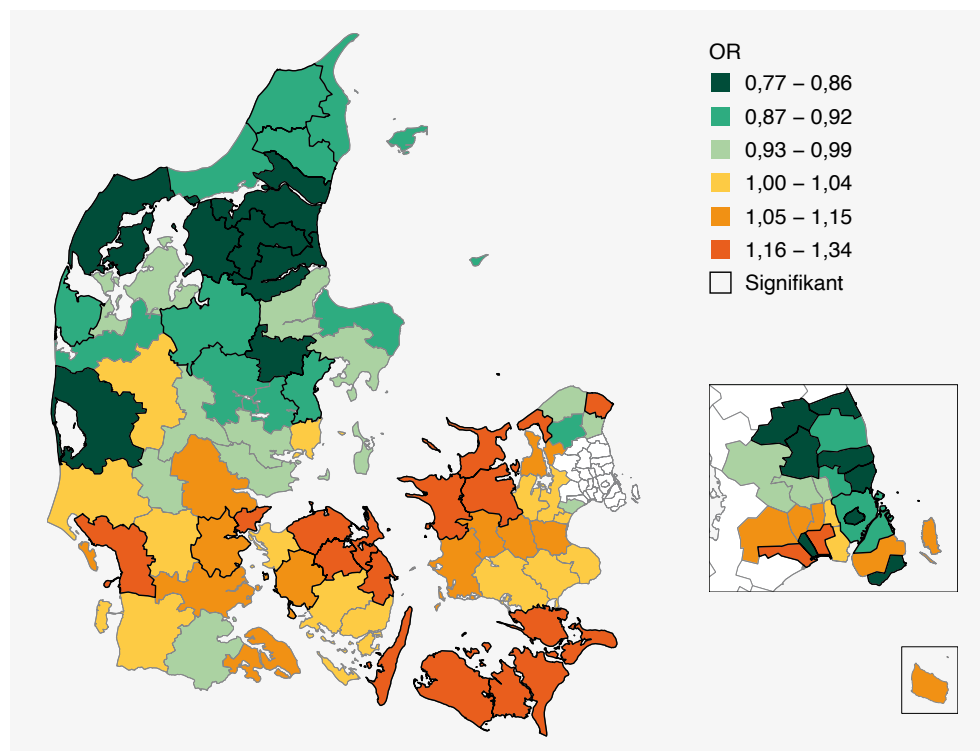 OR
0,77 – 0,86
0,87 – 0,92
0,93 – 0,99
1,00 – 1,04
1,05 – 1,15
1,16 – 1,34
Signifikant